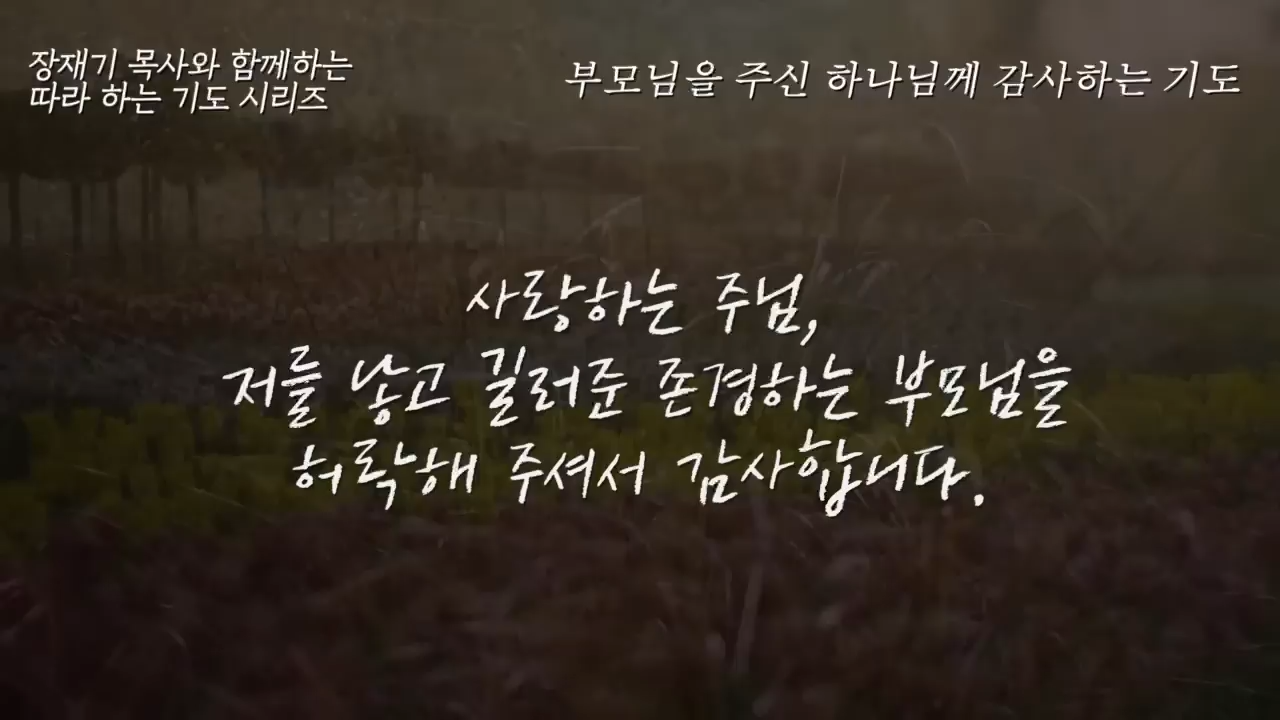 장재기 목사와 함께하는
따라 하는 기도 시리즈
부모님을 주신 하나님께 감사하는 기도
사랑하는 주님,
저를 낳고 길러준 존경하는 부모님을
허락해 주셔서 감사합니다.